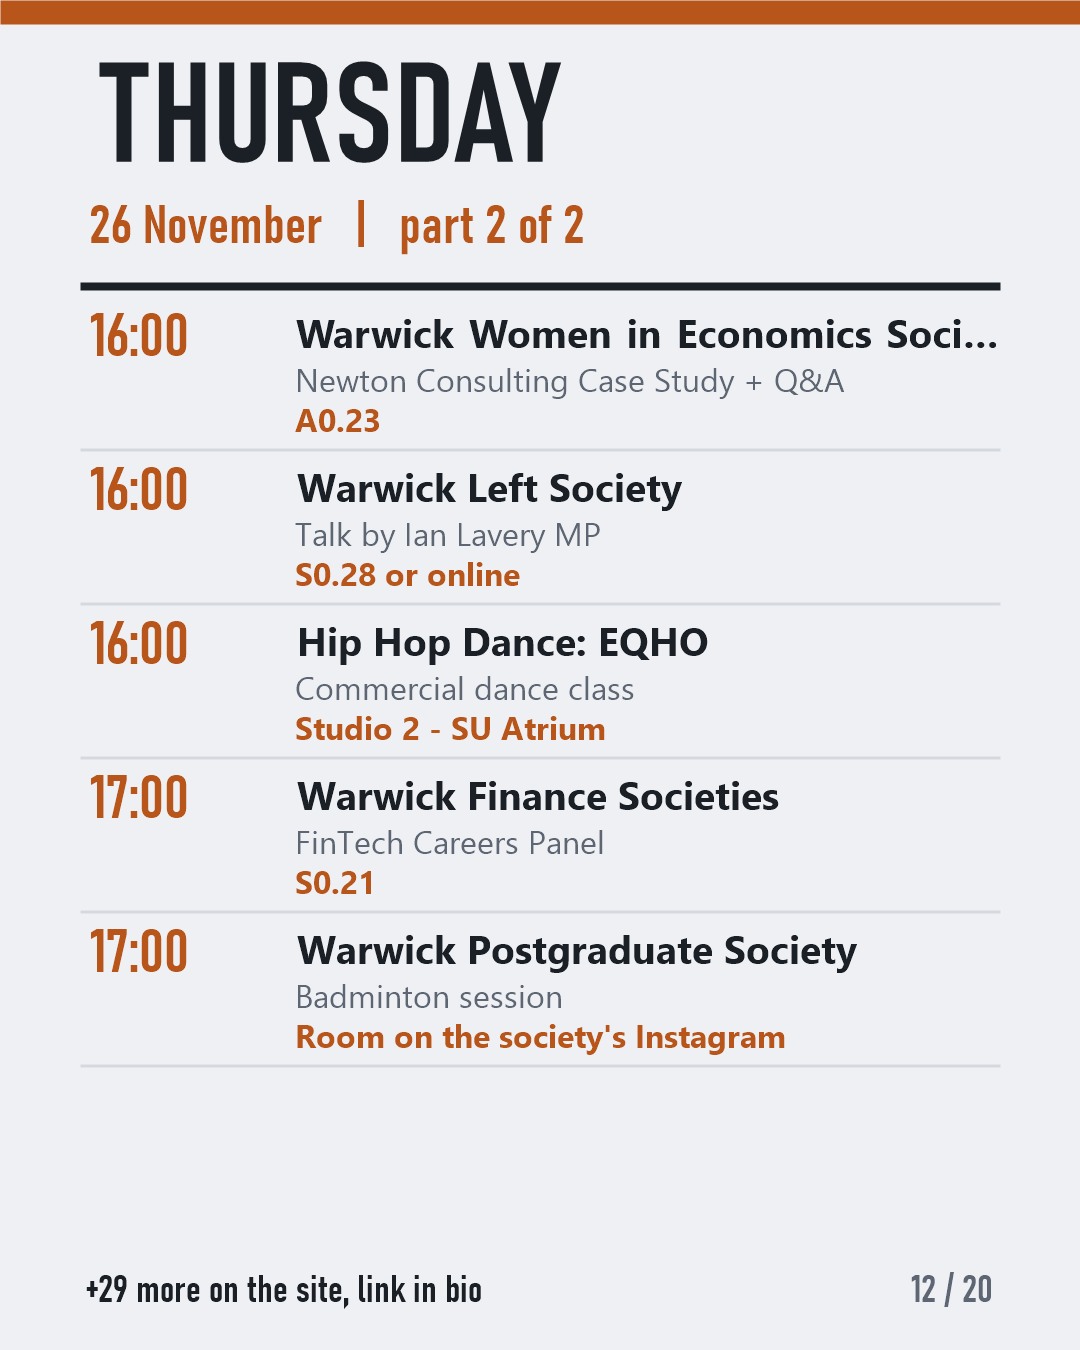 THURSDAY
26 November | part 2 of 2
16:00
Warwick Women in Economics Soci...
Newton Consulting Case Study + Q&A
A0.23
16:00
Warwick Left Society
Talk by Ian Lavery MP
S0.28 or online
16:00
Hip Hop Dance: EQHO
Commercial dance class
Studio 2 - SU Atrium
17:00
Warwick Finance Societies
FinTech Careers Panel
S0.21
17:00
Warwick Postgraduate Society
Badminton session
Room on the society's Instagram
+29 more on the site, link in bio
12 / 20